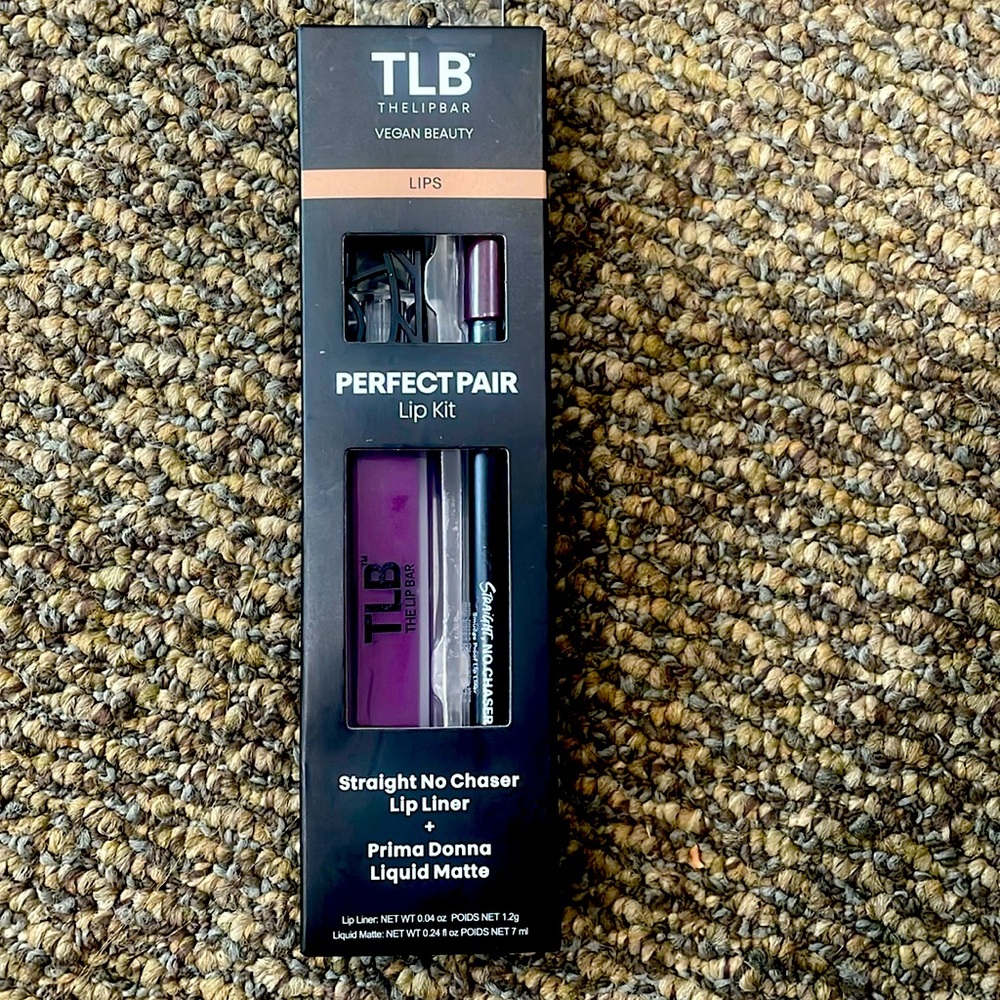 TLB™
THELIPBAR
VEGAN BEAUTY
LIPS
PERFECT PAIR
Lip Kit
TLB™
THE LIP BAR
STRAIGHT, NO CHASER
Straight No Chaser
Lip Liner
+
Prima Donna
Liquid Matte
Lip Liner: NET WT 0.04 oz POIDS NET 1.2g
Liquid Matte: NET WT 0.24 fl oz POIDS NET 7 ml